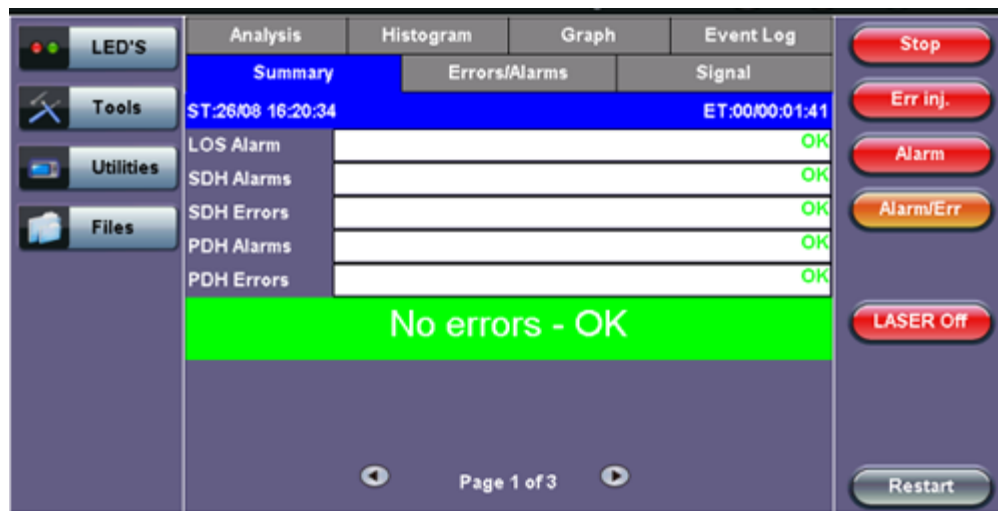 LED'S
Tools
Utilities
Files
Analysis Histogram Graph Event Log
Summary Errors/Alarms Signal
ST:26/08 16:20:34 ET:00/00:01:41
LOS Alarm OK
SDH Alarms OK
SDH Errors OK
PDH Alarms OK
PDH Errors OK
No errors - OK
Page 1 of 3
Stop
Err inj.
Alarm
Alarm/Err
LASER Off
Restart